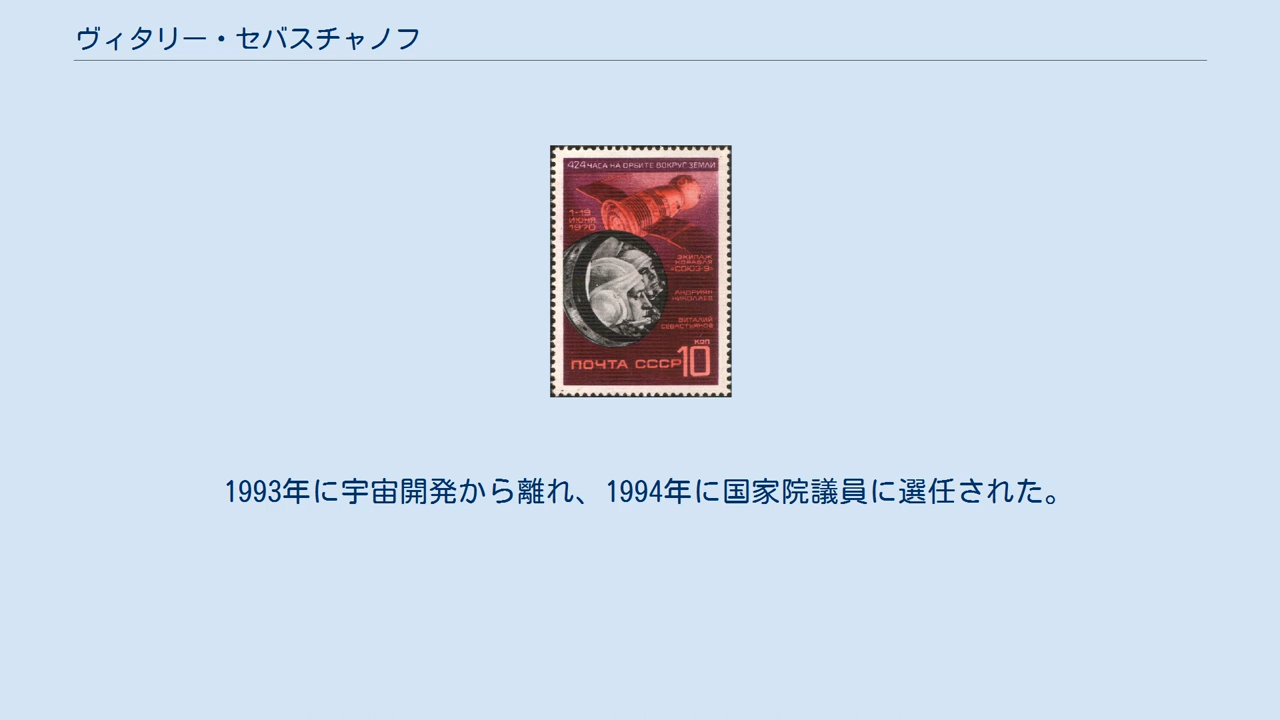 ヴィタリー・セバスチャノフ
424 ЧАСА НА ОРБИТЕ ВОКРУГ ЗЕМЛИ
1-19
ИЮНЯ
1970
ЭКИПАЖ
КОРАБЛЯ
«СОЮЗ-9»
АНДРИЯН
НИКОЛАЕВ
ВИТАЛИЙ
СЕВАСТЬЯНОВ
КОП
ПОЧТА СССР 10
1993年に宇宙開発から離れ、1994年に国家院議員に選任された。